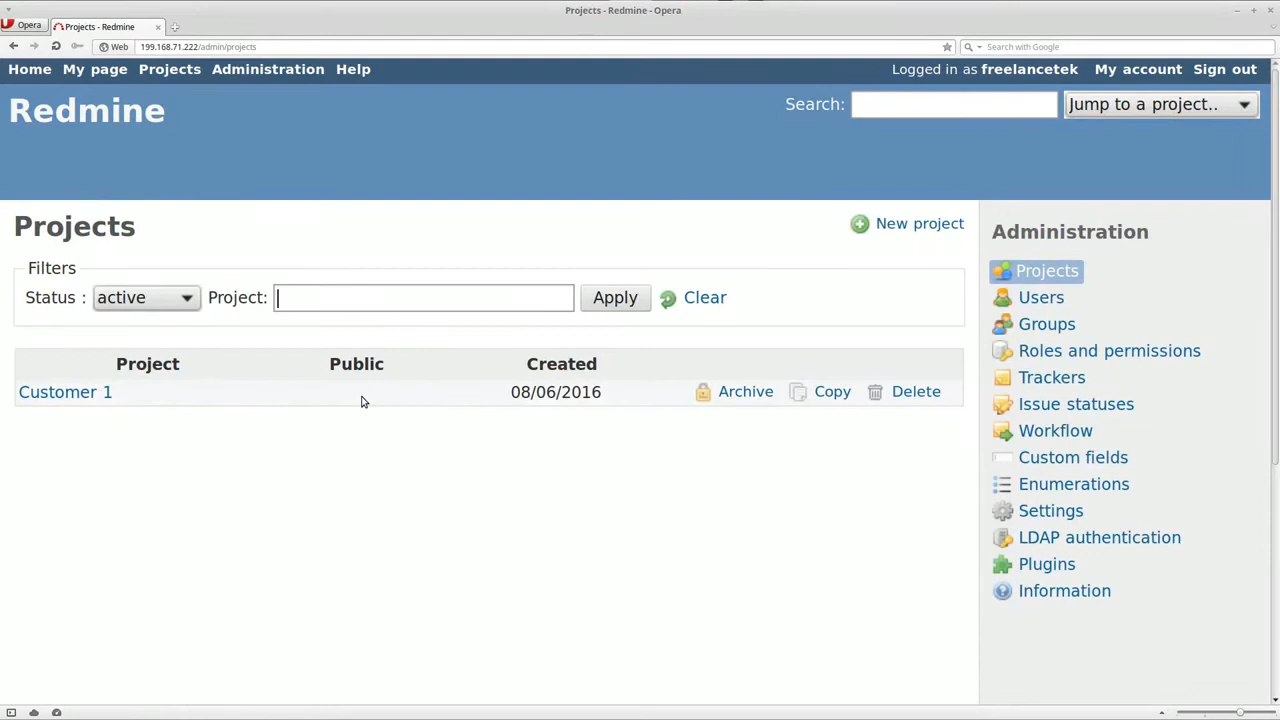 Projects - Redmine - Opera
Opera
Projects - Redmine
Web
199.168.71.222/admin/projects
Search with Google
Home My page Projects Administration Help
Logged in as freelancetek My account Sign out
Redmine
Search:
Jump to a project..
Projects
New project
Filters
Status : active Project: Apply Clear
Project Public Created
Customer 1 08/06/2016 Archive Copy Delete
Administration
Projects
Users
Groups
Roles and permissions
Trackers
Issue statuses
Workflow
Custom fields
Enumerations
Settings
LDAP authentication
Plugins
Information